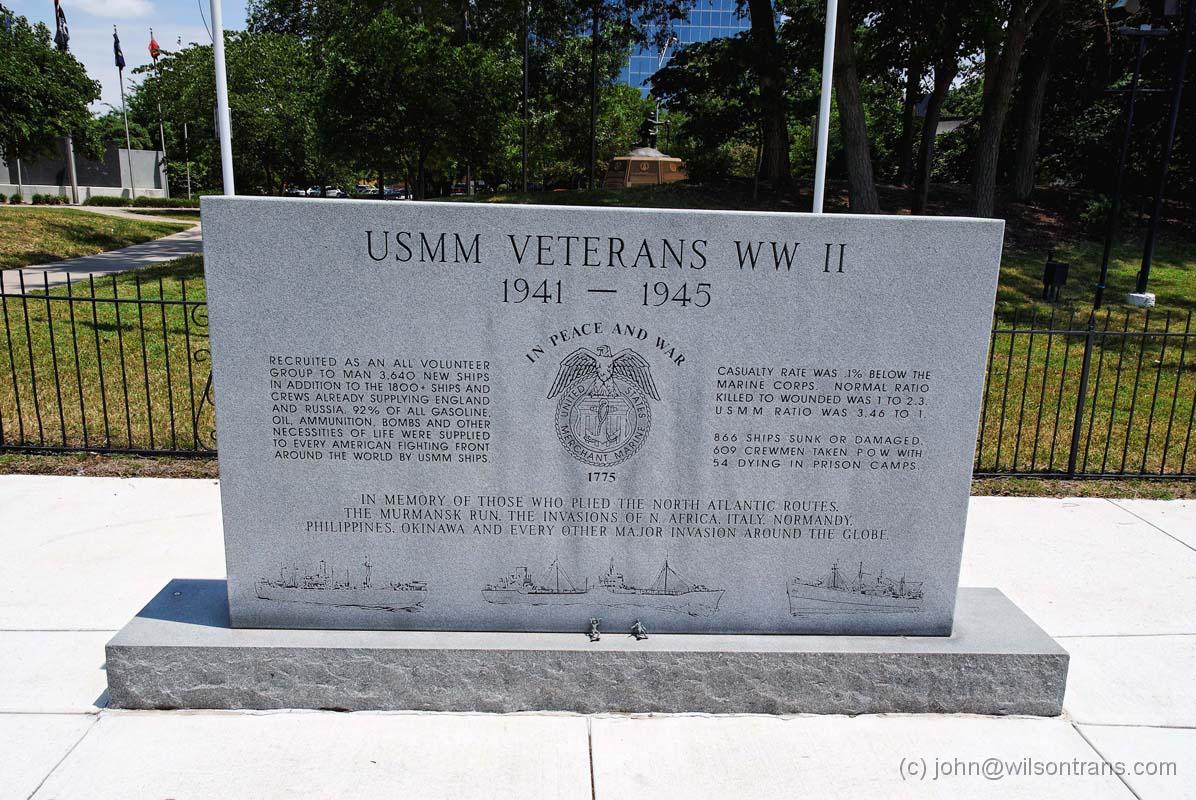 USMM VETERANS WW II
1941 — 1945
RECRUITED AS AN ALL VOLUNTEER
GROUP TO MAN 3,640 NEW SHIPS
IN ADDITION TO THE 1800+ SHIPS AND
CREWS ALREADY SUPPLYING ENGLAND
AND RUSSIA. 92% OF ALL GASOLINE,
OIL, AMMUNITION, BOMBS AND OTHER
NECESSITIES OF LIFE WERE SUPPLIED
TO EVERY AMERICAN FIGHTING FRONT
AROUND THE WORLD BY USMM SHIPS.
IN PEACE AND WAR
UNITED STATES
MERCHANT MARINE
1775
CASUALTY RATE WAS .1% BELOW THE
MARINE CORPS. NORMAL RATIO
KILLED TO WOUNDED WAS 1 TO 2.3.
USMM RATIO WAS 3.46 TO 1.
866 SHIPS SUNK OR DAMAGED.
609 CREWMEN TAKEN P.O.W WITH
54 DYING IN PRISON CAMPS.
IN MEMORY OF THOSE WHO PLIED THE NORTH ATLANTIC ROUTES,
THE MURMANSK RUN, THE INVASIONS OF N. AFRICA, ITALY, NORMANDY,
PHILIPPINES, OKINAWA AND EVERY OTHER MAJOR INVASION AROUND THE GLOBE.
(c) john@wilsontrans.com